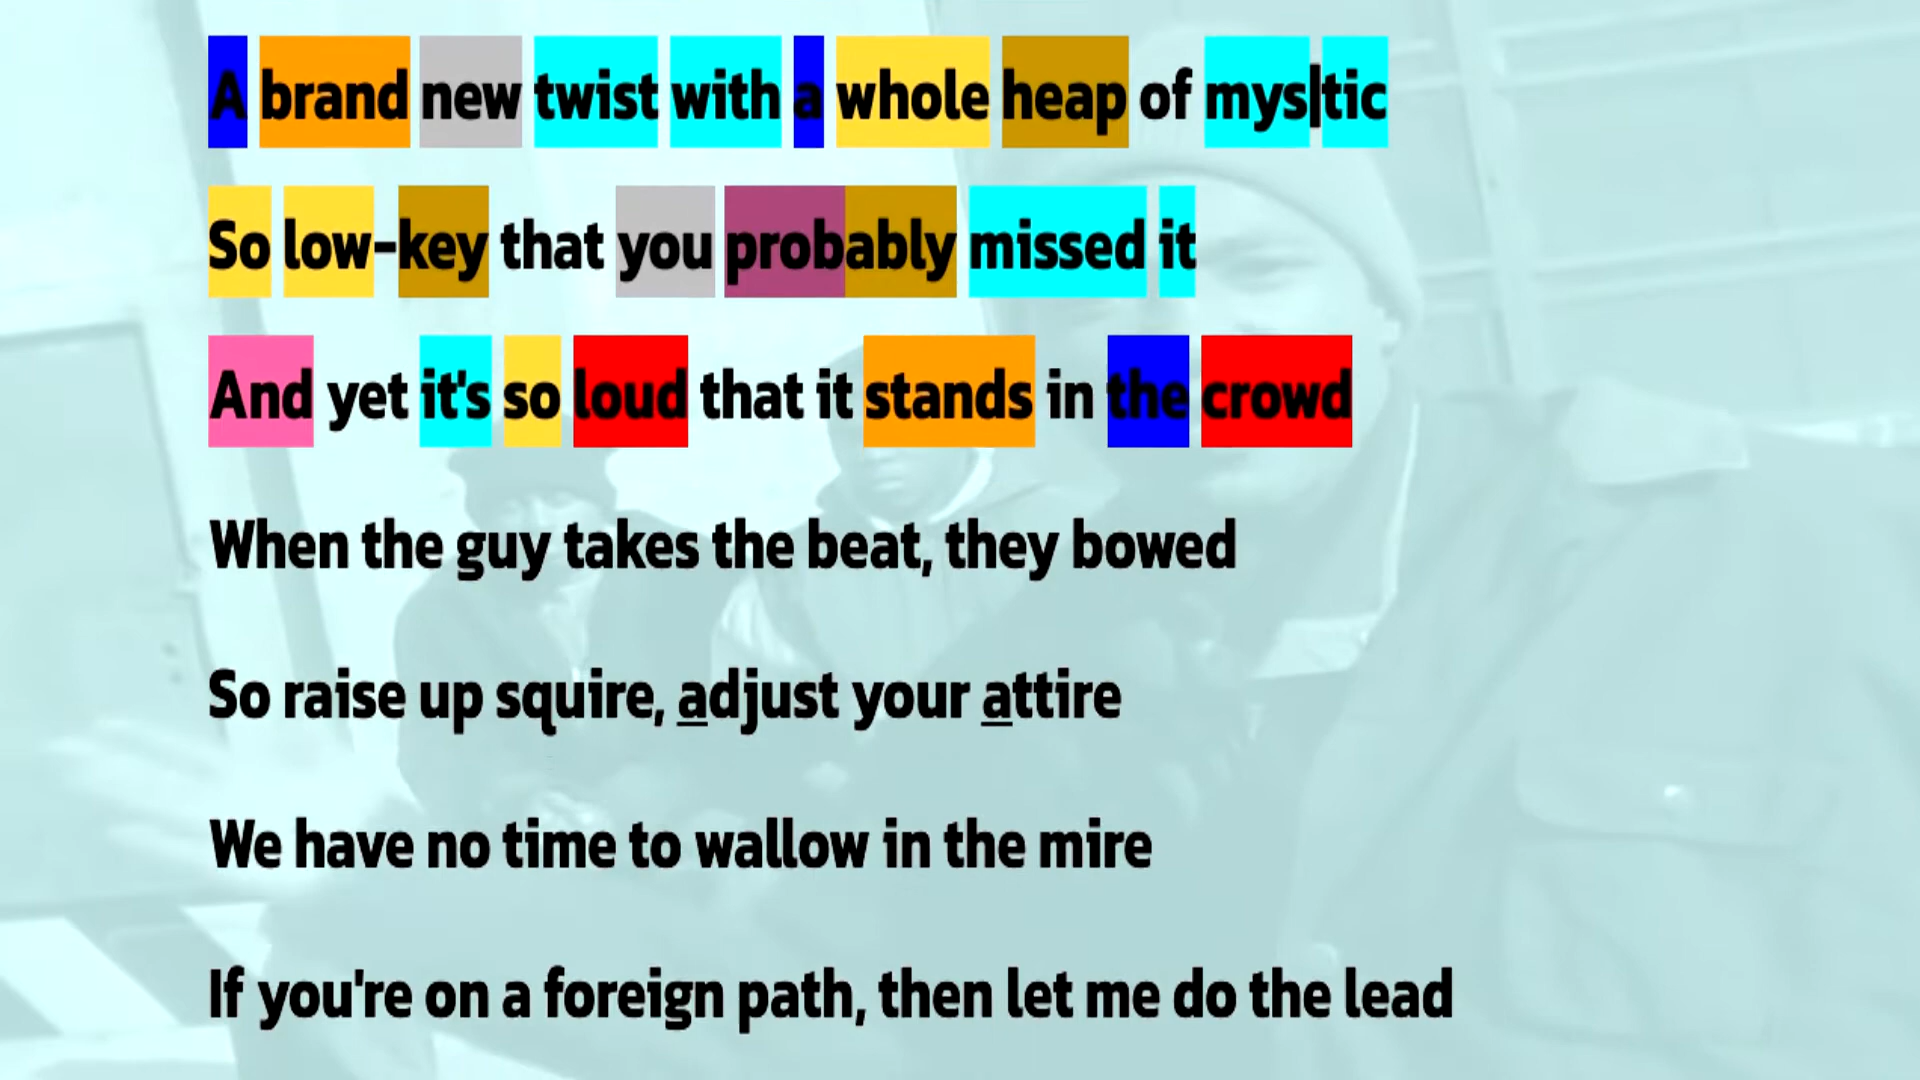 A brand new twist with a whole heap of mys|tic
So low-key that you probably missed it
And yet it's so loud that it stands in the crowd
When the guy takes the beat, they bowed
So raise up squire, adjust your attire
We have no time to wallow in the mire
If you're on a foreign path, then let me do the lead